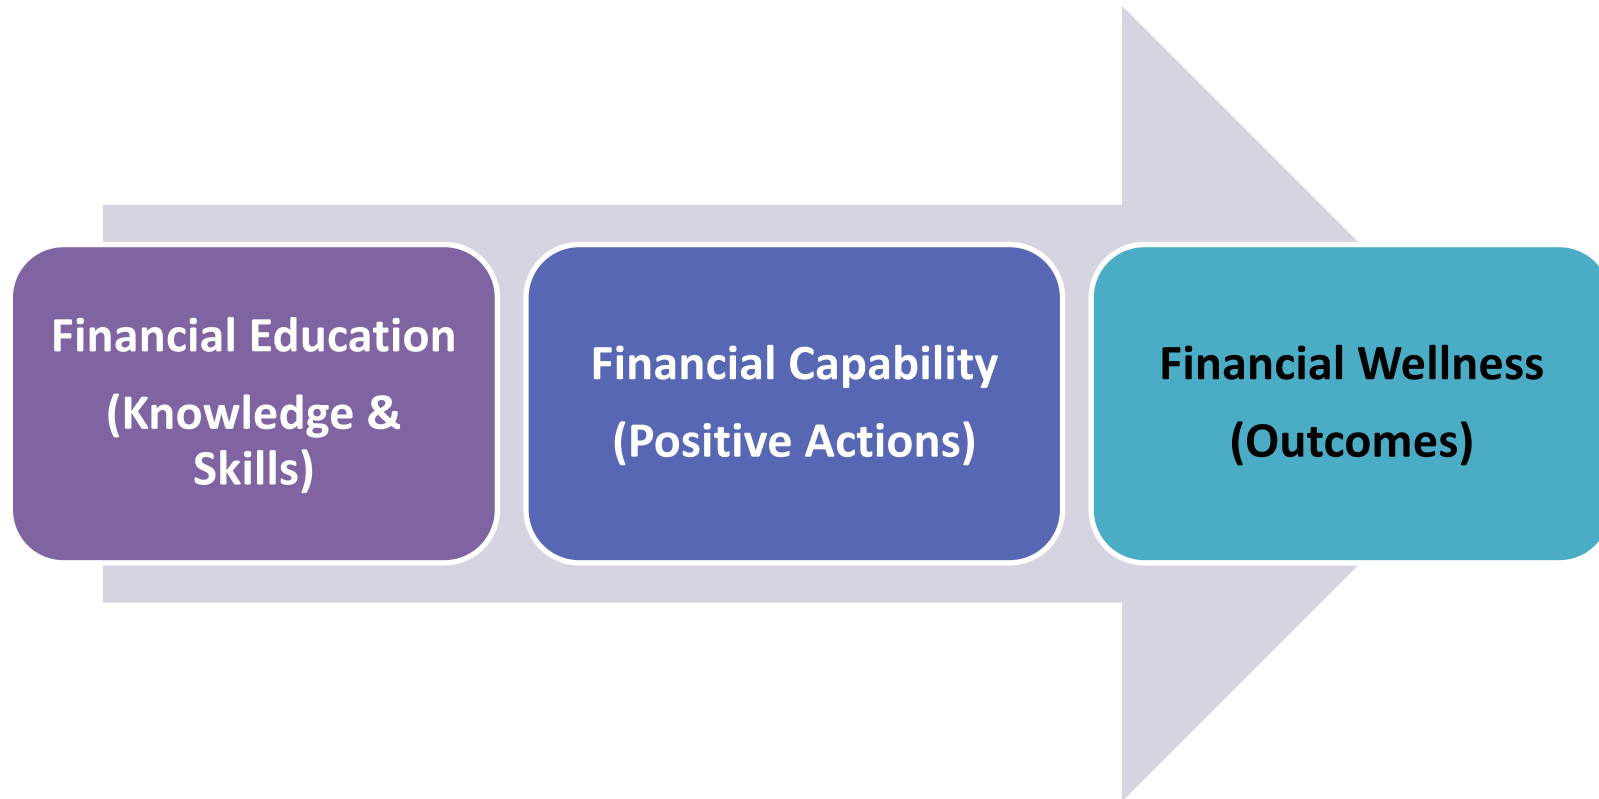 Financial Education
(Knowledge &
Skills)
Financial Capability
(Positive Actions)
Financial Wellness
(Outcomes)